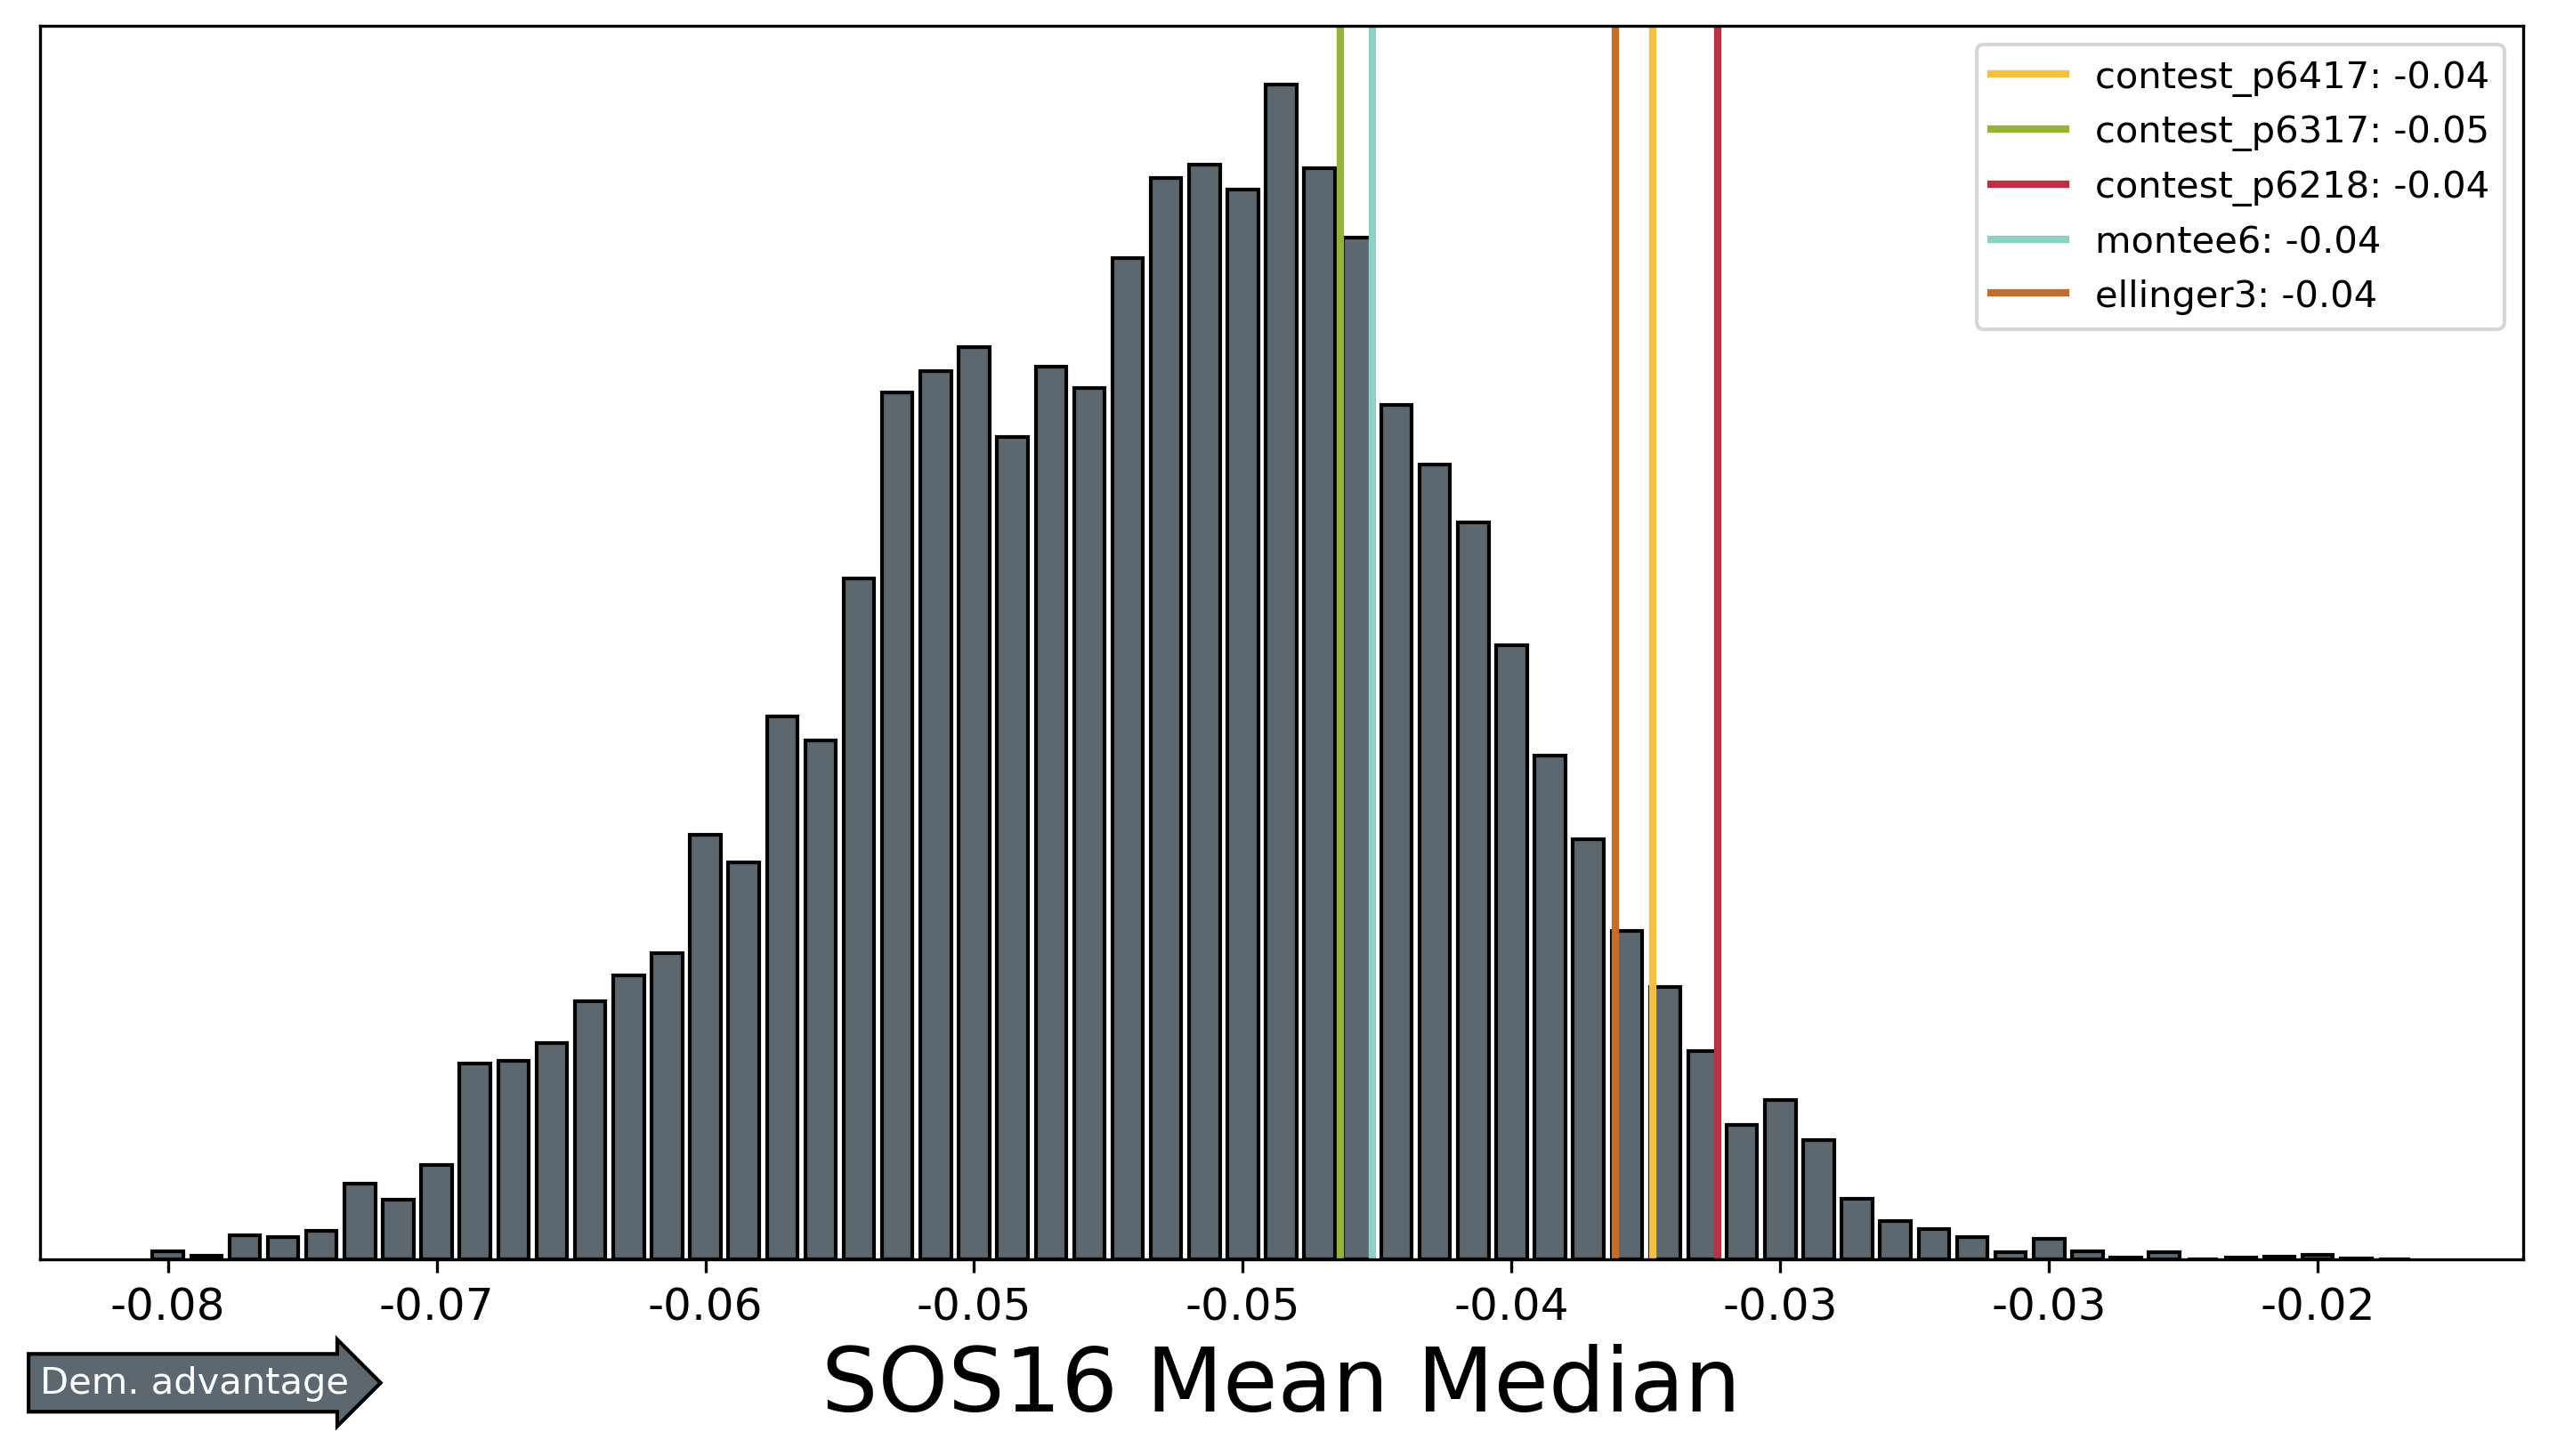 contest_p6417: -0.04
contest_p6317: -0.05
contest_p6218: -0.04
montee6: -0.04
ellinger3: -0.04
-0.08 -0.07 -0.06 -0.05 -0.05 -0.04 -0.03 -0.03 -0.02
Dem. advantage
SOS16 Mean Median